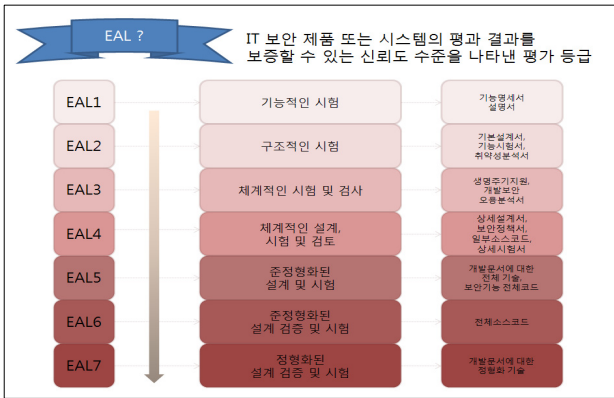 EAL ?
IT 보안 제품 또는 시스템의 평과 결과를
보증할 수 있는 신뢰도 수준을 나타낸 평가 등급
EAL1
기능적인 시험
기능명세서
설명서
EAL2
구조적인 시험
기본설계서,
기능시험서,
취약성분석서
EAL3
체계적인 시험 및 검사
생명주기지원,
개발보안
오용분석서
EAL4
체계적인 설계,
시험 및 검토
상세설계서,
보안정책서,
일부소스코드,
상세시험서
EAL5
준정형화된
설계 및 시험
개발문서에 대한
전체 기술,
보안기능 전체코드
EAL6
준정형화된
설계 검증 및 시험
전체소스코드
EAL7
정형화된
설계 검증 및 시험
개발문서에 대한
정형화 기술